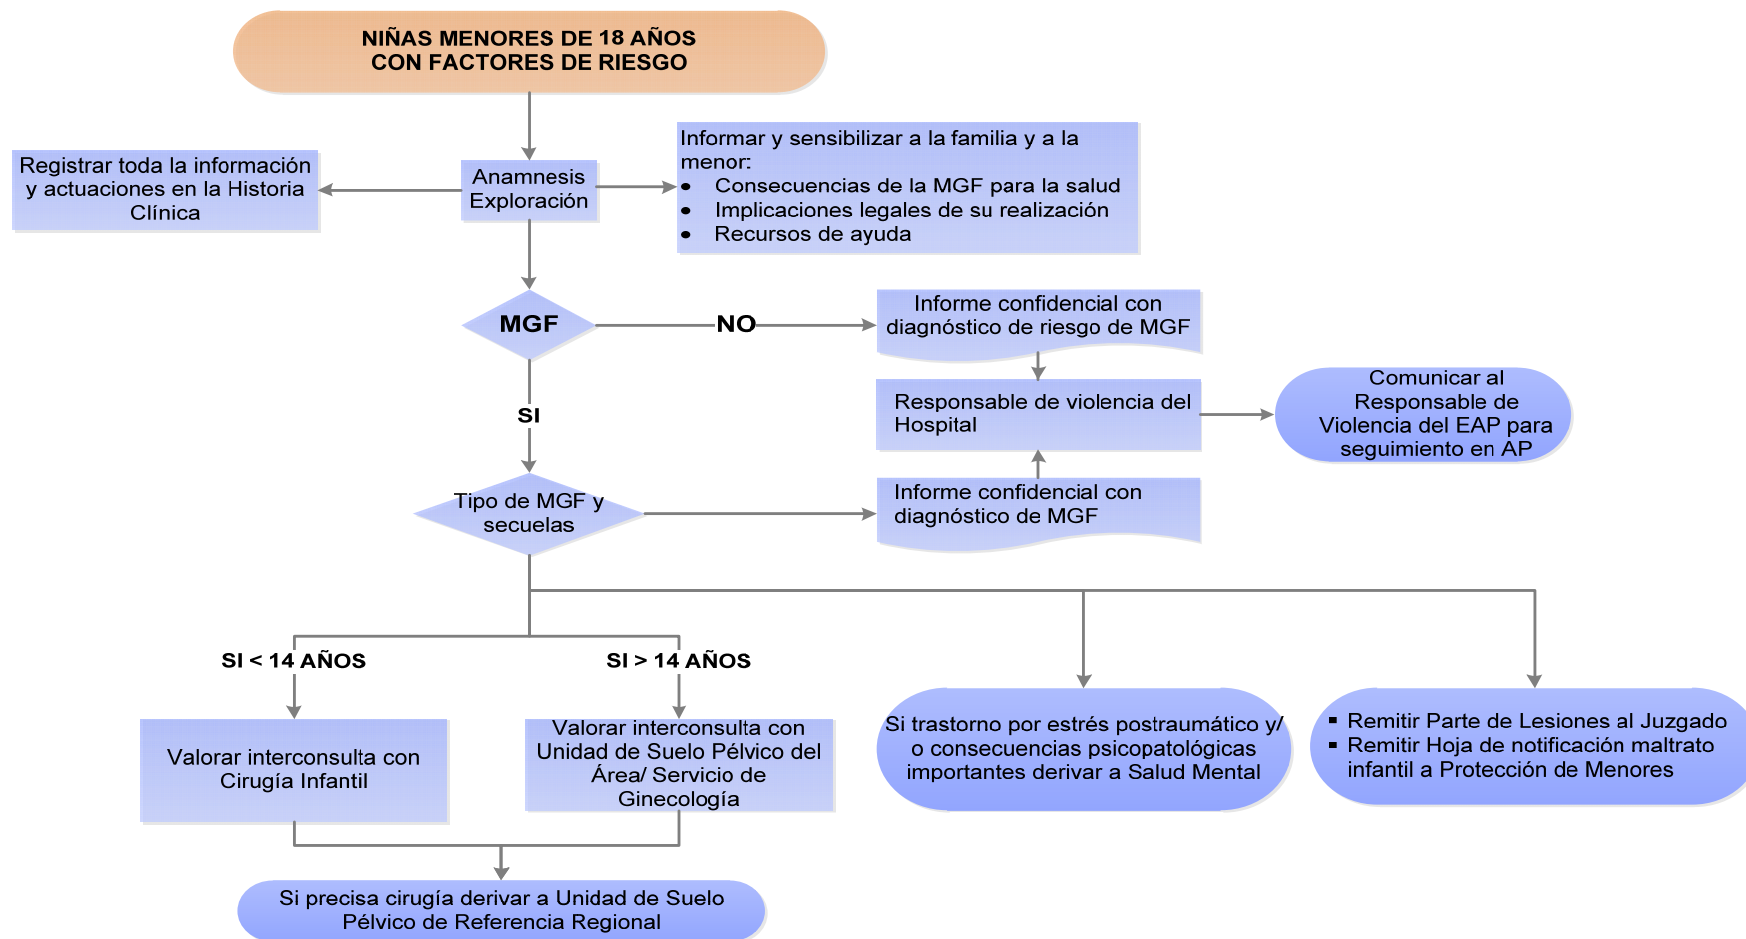 NIÑAS MENORES DE 18 AÑOS
CON FACTORES DE RIESGO
Registrar toda la información
y actuaciones en la Historia
Clínica
Anamnesis
Exploración
Informar y sensibilizar a la familia y a la
menor:
● Consecuencias de la MGF para la salud
● Implicaciones legales de su realización
● Recursos de ayuda
MGF
NO
Informe confidencial con
diagnóstico de riesgo de MGF
SI
Responsable de violencia del
Hospital
Comunicar al
Responsable de
Violencia del EAP para
seguimiento en AP
Tipo de MGF y
secuelas
Informe confidencial con
diagnóstico de MGF
SI < 14 AÑOS
SI > 14 AÑOS
Valorar interconsulta con
Cirugía Infantil
Valorar interconsulta con
Unidad de Suelo Pélvico del
Área/ Servicio de
Ginecología
Si trastorno por estrés postraumático y/
o consecuencias psicopatológicas
importantes derivar a Salud Mental
▪ Remitir Parte de Lesiones al Juzgado
▪ Remitir Hoja de notificación maltrato
infantil a Protección de Menores
Si precisa cirugía derivar a Unidad de Suelo
Pélvico de Referencia Regional